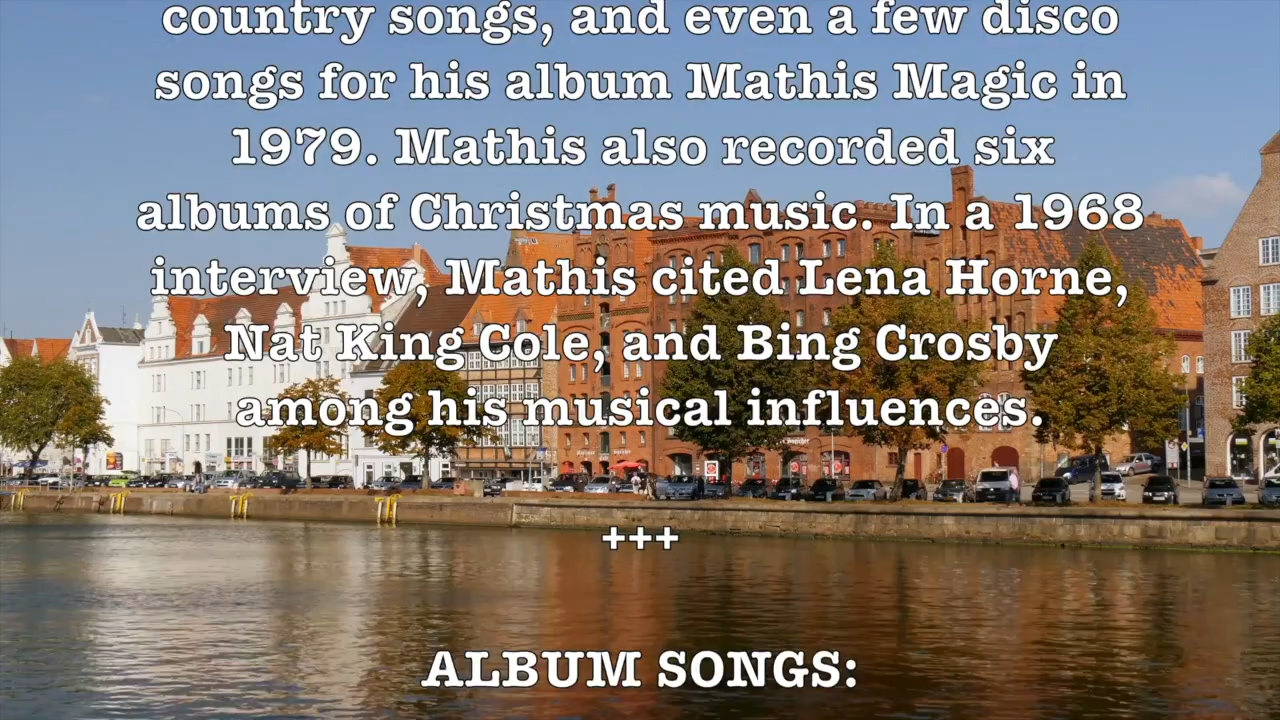 country songs, and even a few disco
songs for his album Mathis Magic in
1979. Mathis also recorded six
albums of Christmas music. In a 1968
interview, Mathis cited Lena Horne,
Nat King Cole, and Bing Crosby
among his musical influences.
+++
ALBUM SONGS: